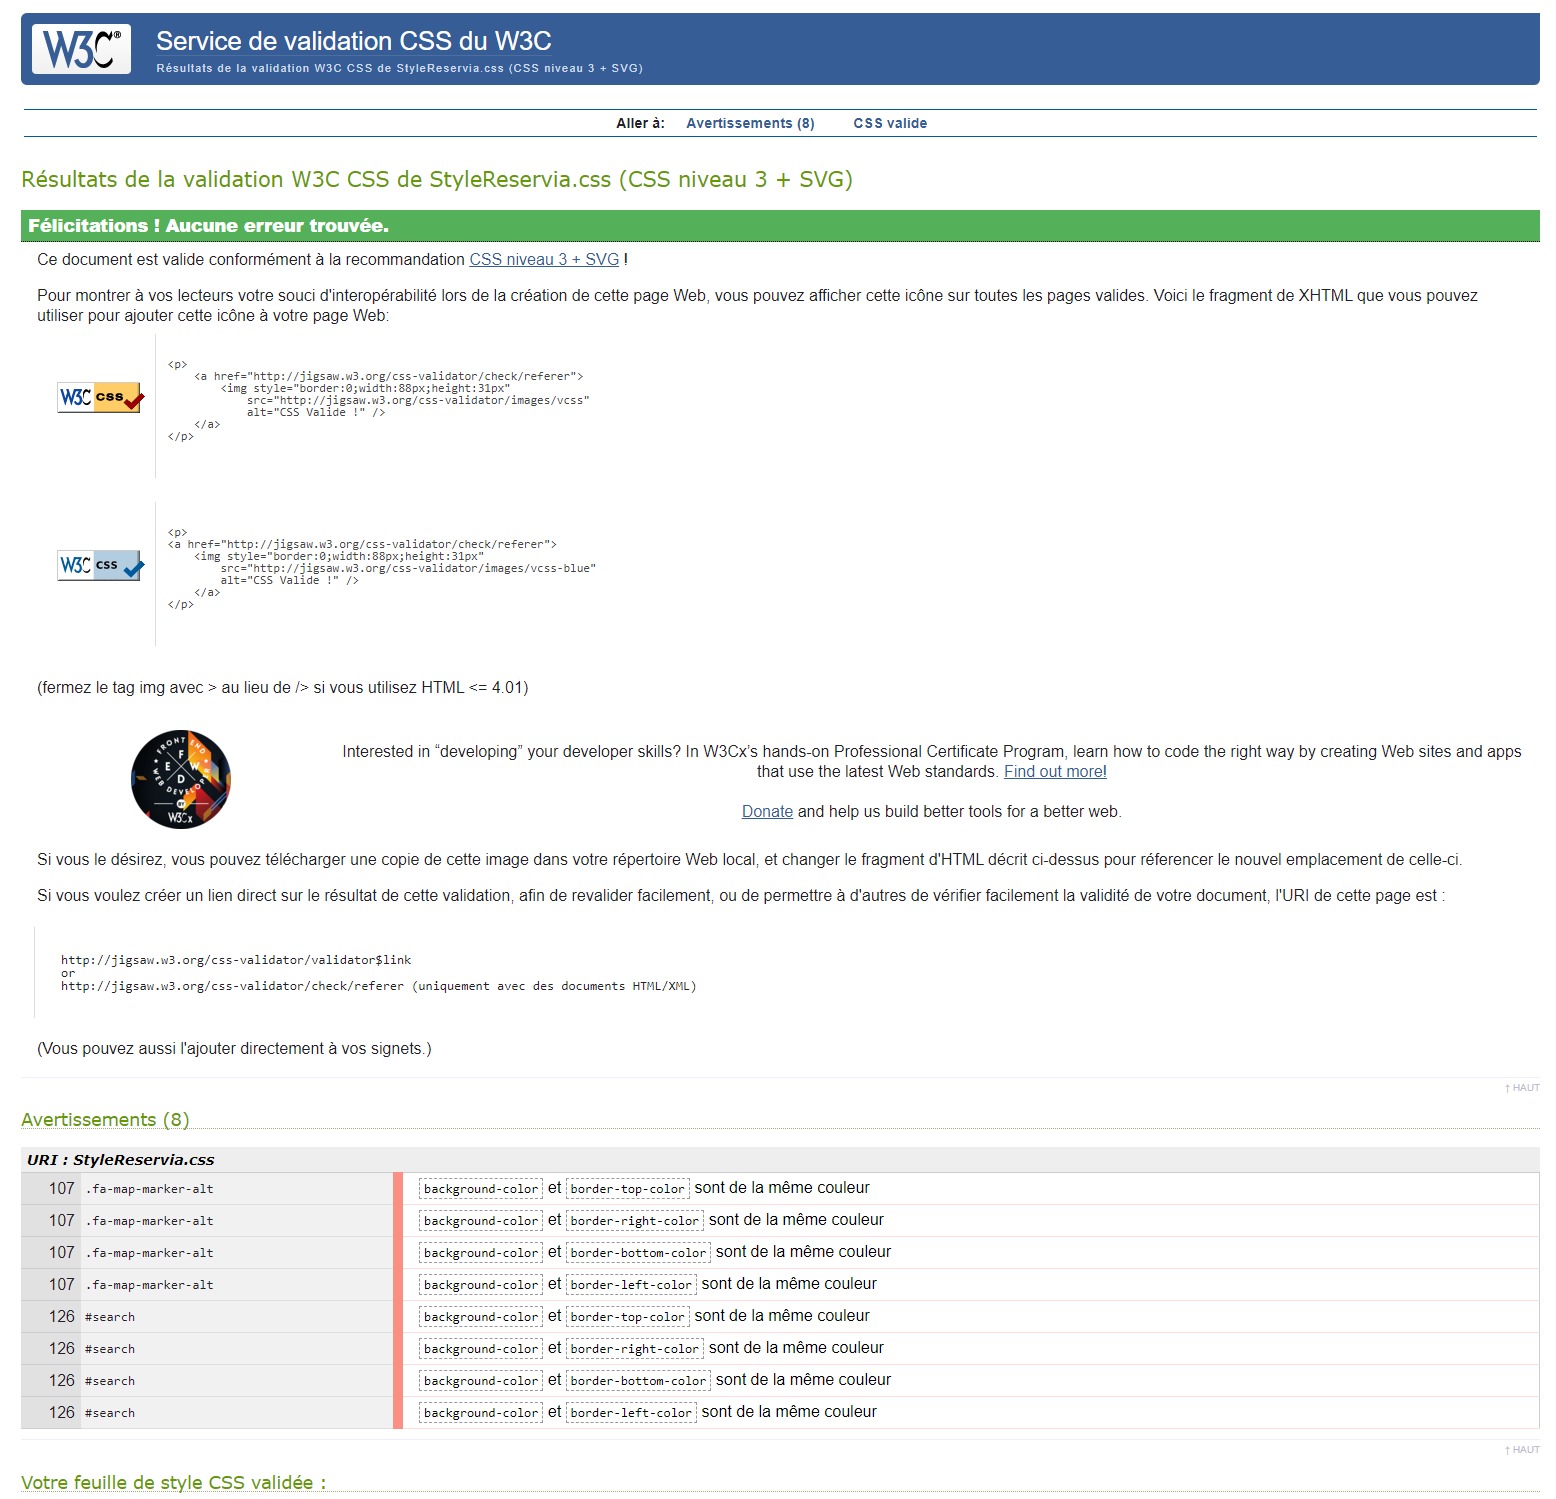 W3C®
Service de validation CSS du W3C
Résultats de la validation W3C CSS de StyleReservia.css (CSS niveau 3 + SVG)
Aller à: Avertissements (8) CSS valide
Résultats de la validation W3C CSS de StyleReservia.css (CSS niveau 3 + SVG)
Félicitations ! Aucune erreur trouvée.
Ce document est valide conformément à la recommandation CSS niveau 3 + SVG !
Pour montrer à vos lecteurs votre souci d'interopérabilité lors de la création de cette page Web, vous pouvez afficher cette icône sur toutes les pages valides. Voici le fragment de XHTML que vous pouvez
utiliser pour ajouter cette icône à votre page Web:
W3C css
<p>
<a href="http://jigsaw.w3.org/css-validator/check/referer">
<img style="border:0;width:88px;height:31px"
src="http://jigsaw.w3.org/css-validator/images/vcss"
alt="CSS Valide !" />
</a>
</p>
W3C css
<p>
<a href="http://jigsaw.w3.org/css-validator/check/referer">
<img style="border:0;width:88px;height:31px"
src="http://jigsaw.w3.org/css-validator/images/vcss-blue"
alt="CSS Valide !" />
</a>
</p>
(fermez le tag img avec > au lieu de /> si vous utilisez HTML <= 4.01)
FRONT END
F
E W
D
WEB DEVELOPER
BY
W3Cx
Interested in “developing” your developer skills? In W3Cx’s hands-on Professional Certificate Program, learn how to code the right way by creating Web sites and apps
that use the latest Web standards. Find out more!
Donate and help us build better tools for a better web.
Si vous le désirez, vous pouvez télécharger une copie de cette image dans votre répertoire Web local, et changer le fragment d'HTML décrit ci-dessus pour réferencer le nouvel emplacement de celle-ci.
Si vous voulez créer un lien direct sur le résultat de cette validation, afin de revalider facilement, ou de permettre à d'autres de vérifier facilement la validité de votre document, l'URI de cette page est :
http://jigsaw.w3.org/css-validator/validator$link
or
http://jigsaw.w3.org/css-validator/check/referer (uniquement avec des documents HTML/XML)
(Vous pouvez aussi l'ajouter directement à vos signets.)
↑ HAUT
Avertissements (8)
URI : StyleReservia.css
107 .fa-map-marker-alt background-color et border-top-color sont de la même couleur
107 .fa-map-marker-alt background-color et border-right-color sont de la même couleur
107 .fa-map-marker-alt background-color et border-bottom-color sont de la même couleur
107 .fa-map-marker-alt background-color et border-left-color sont de la même couleur
126 #search background-color et border-top-color sont de la même couleur
126 #search background-color et border-right-color sont de la même couleur
126 #search background-color et border-bottom-color sont de la même couleur
126 #search background-color et border-left-color sont de la même couleur
↑ HAUT
Votre feuille de style CSS validée :